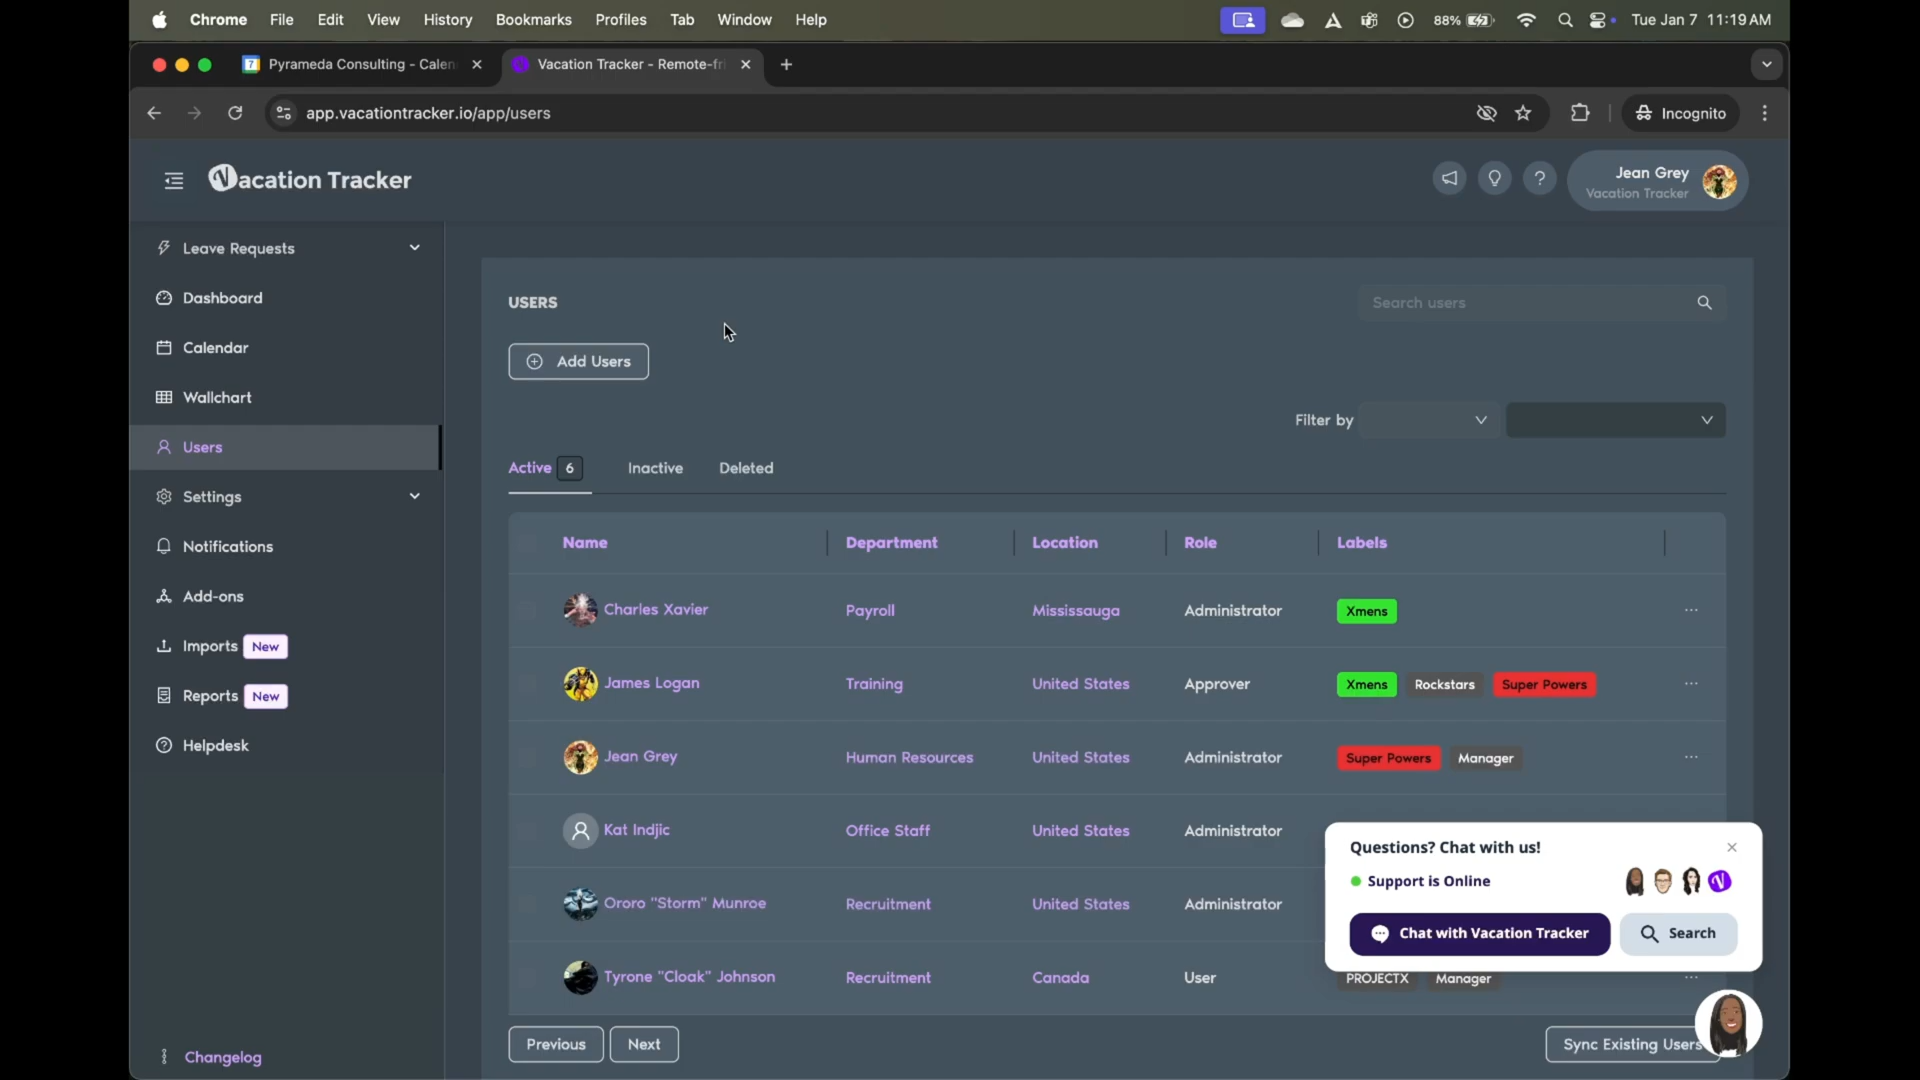 Chrome File Edit View History Bookmarks Profiles Tab Window Help 88% Tue Jan 7 11:19 AM
7 Pyrameda Consulting - Calen Vacation Tracker - Remote-fri
app.vacationtracker.io/app/users Incognito
Vacation Tracker
Jean Grey
Vacation Tracker
Leave Requests
Dashboard
Calendar
Wallchart
Users
Settings
Notifications
Add-ons
Imports New
Reports New
Helpdesk
Changelog
USERS Search users
Add Users
Filter by
Active 6 Inactive Deleted
Name Department Location Role Labels
Charles Xavier Payroll Mississauga Administrator Xmens ...
James Logan Training United States Approver Xmens Rockstars Super Powers ...
Jean Grey Human Resources United States Administrator Super Powers Manager ...
Kat Indjic Office Staff United States Administrator
Ororo "Storm" Munroe Recruitment United States Administrator
Tyrone "Cloak" Johnson Recruitment Canada User PROJECTX Manager ...
Previous Next Sync Existing Users
Questions? Chat with us!
Support is Online
Chat with Vacation Tracker Search